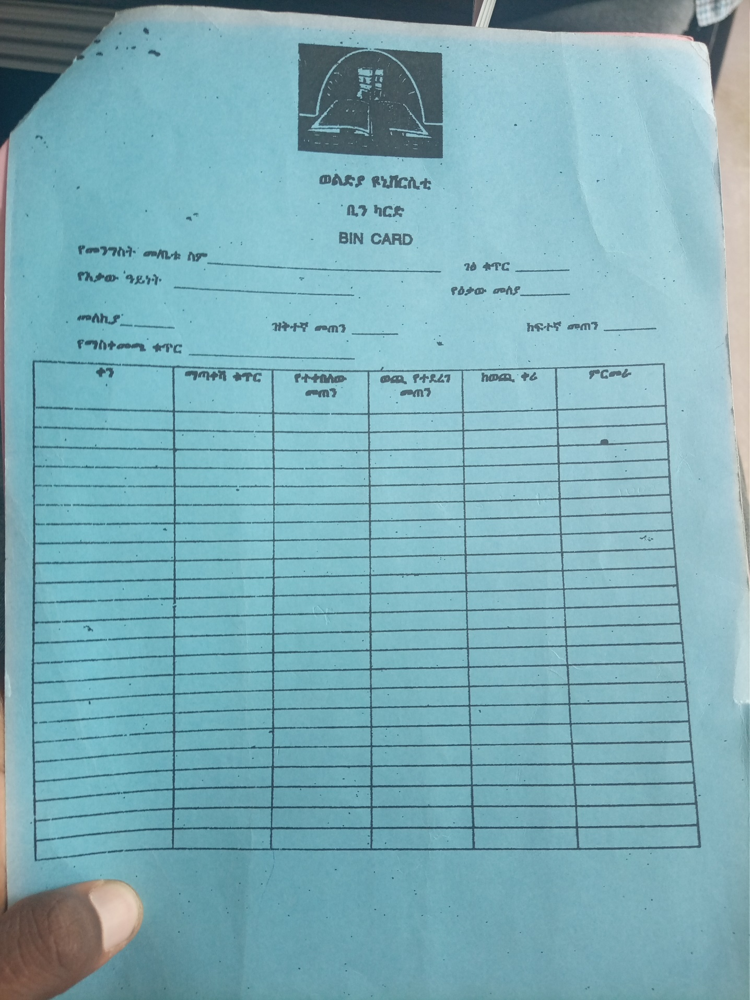 ወልድያ ዩኒቨርሲቲ
ቢን ካርድ
BIN CARD
የመንግስት መ/ቤቱ ስም
ገፅ ቁጥር
የእቃው ዓይነት
የዕቃው መለያ
መለኪያ
ዝቅተኛ መጠን
ከፍተኛ መጠን
የማስቀመጫ ቁጥር
ቀን
ማጣቀሻ ቁጥር
የተቀበለው
መጠን
ወጪ የተደረገ
መጠን
ከወጪ ቀሪ
ምርመራ